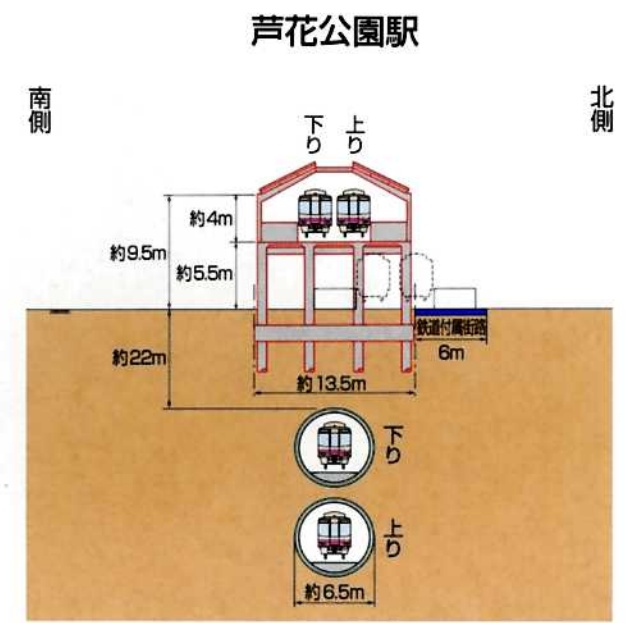 芦花公園駅
南側
北側
下り
上り
約4m
約9.5m
約5.5m
鉄道付属街路
約22m
6m
約13.5m
下り
上り
約6.5m